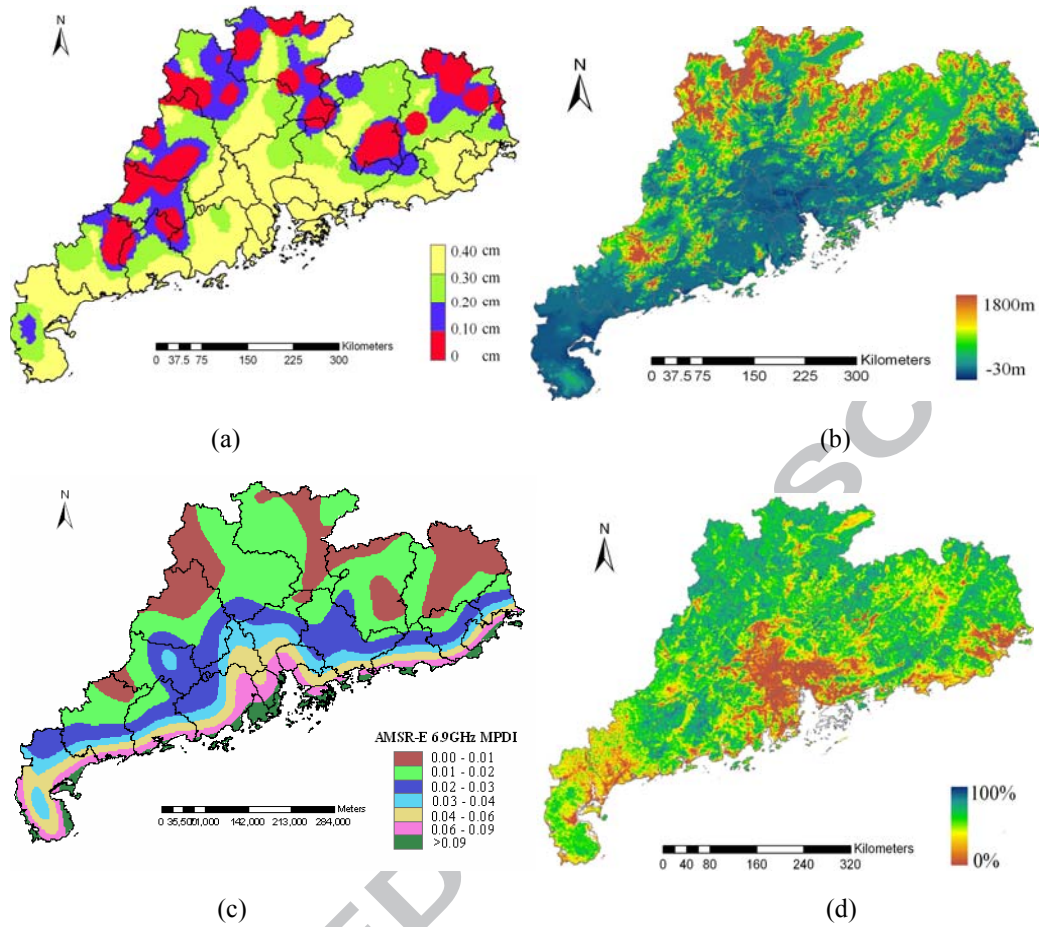 N
0.40 cm
0.30 cm
0.20 cm
0.10 cm
0 cm
Kilometers
0 37.5 75 150 225 300
(a)
N
1800m
-30m
Kilometers
0 37.5 75 150 225 300
(b)
N
AMSR-E 6.9GHz MPDI
0.00 - 0.01
0.01 - 0.02
0.02 - 0.03
0.03 - 0.04
0.04 - 0.06
0.06 - 0.09
>0.09
Meters
142,000 213,000 284,000
(c)
N
100%
0%
Kilometers
0 40 80 160 240 320
(d)
SC
ED